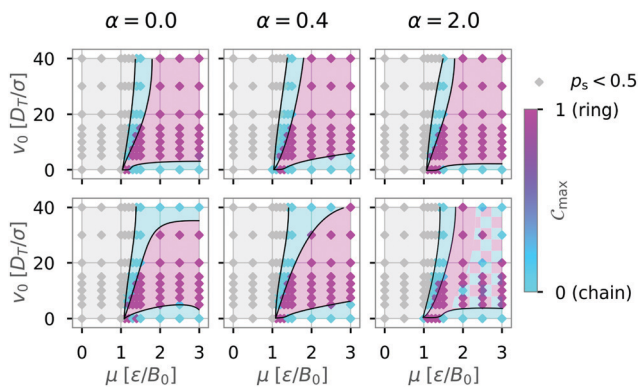 α = 0.0 α = 0.4 α = 2.0
40
20
0
v₀ [D_T/σ]
p_s < 0.5
1 (ring)
C_max
0 (chain)
40
20
0
v₀ [D_T/σ]
0 1 2 3 0 1 2 3 0 1 2 3
μ [ε/B₀] μ [ε/B₀] μ [ε/B₀]